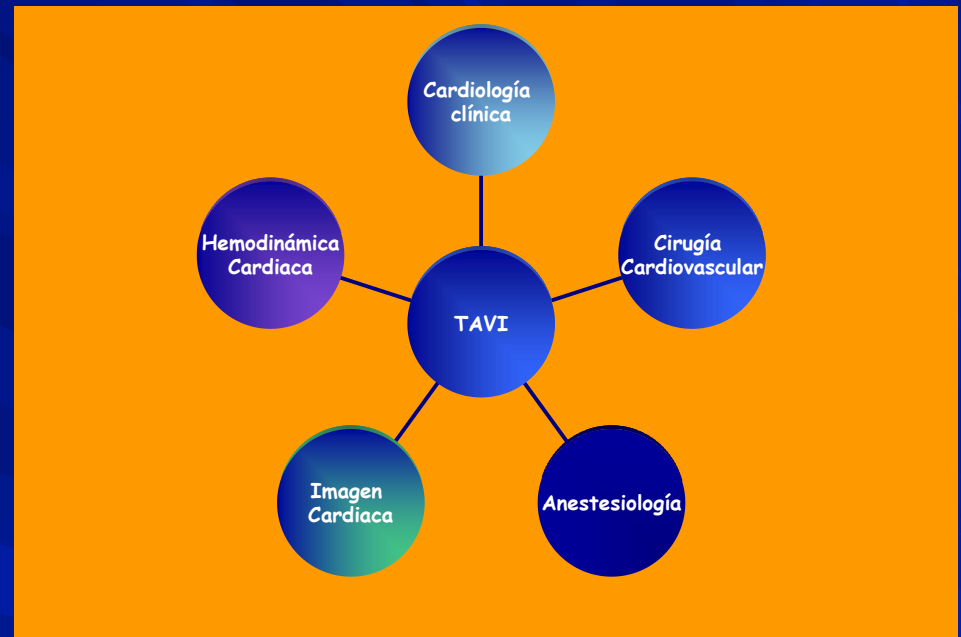 Cardiología
clínica
Hemodinámica
Cardiaca
Cirugía
Cardiovascular
TAVI
Imagen
Cardiaca
Anestesiología